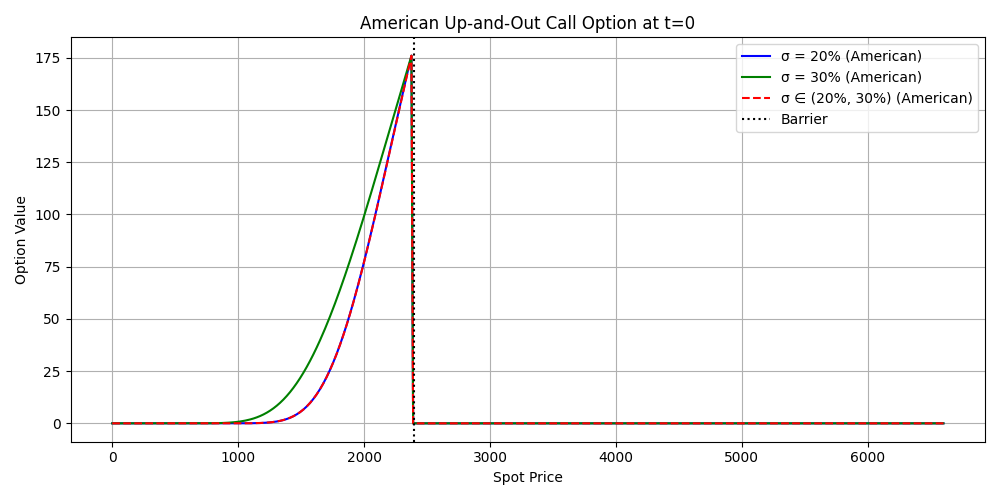 American Up-and-Out Call Option at t=0
σ = 20% (American)
σ = 30% (American)
σ ∈ (20%, 30%) (American)
Barrier
Option Value
175
150
125
100
75
50
25
0
0 1000 2000 3000 4000 5000 6000
Spot Price